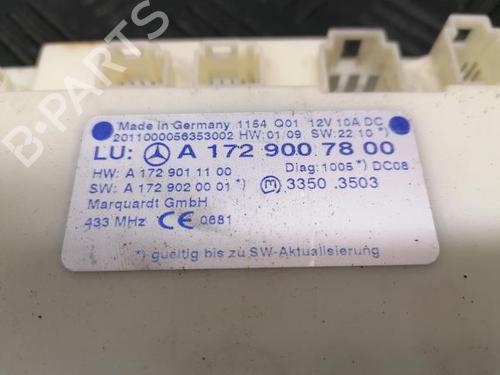 Made in Germany 1154 Q01 12V 10A DC
2011000056353002 HW: 01/09 SW: 22 10 *)
LU: A 172 900 78 00
HW: A 172 901 11 00 Diag: 1005 *) DC08
SW: A 172 902 00 01 *) 3350 .3503
Marquardt GmbH
433 MHz CE 0681
*) gueltig bis zu SW-Aktualisierung
B-PARTS